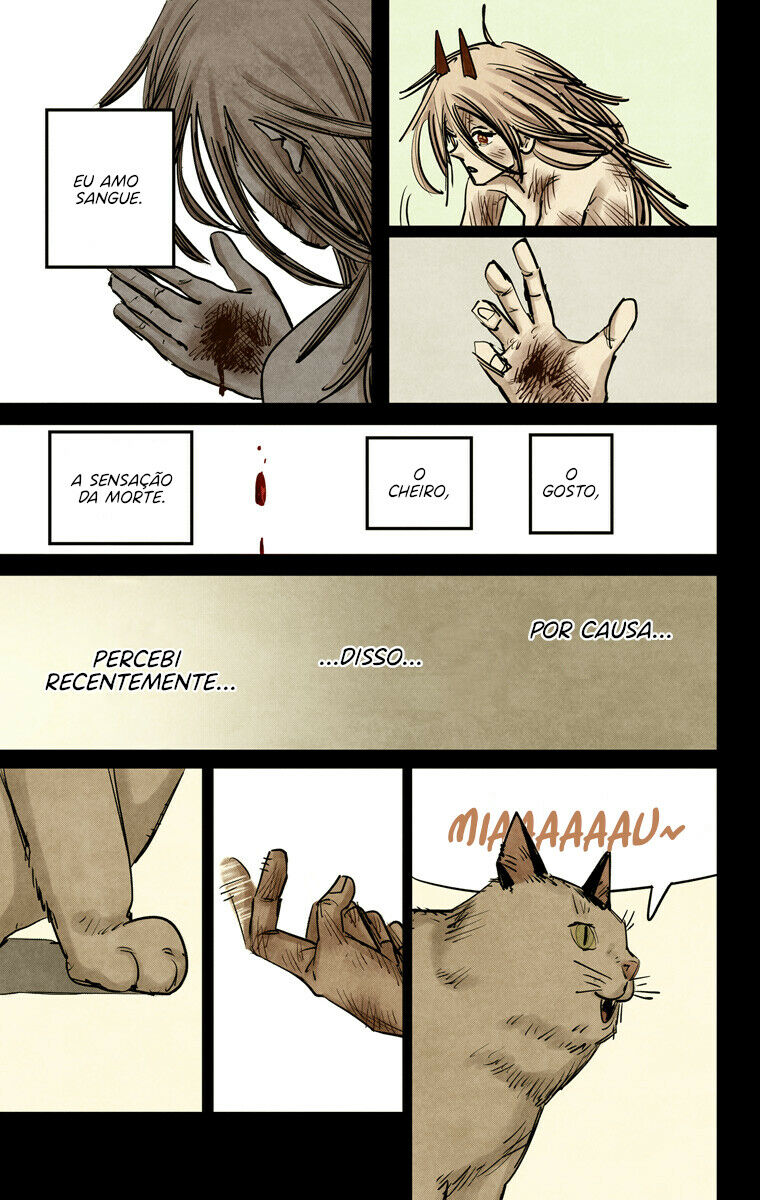 EU AMO
SANGUE.
O
GOSTO,
O
CHEIRO,
A SENSAÇÃO
DA MORTE.
POR CAUSA...
...DISSO...
PERCEBI
RECENTEMENTE...
MIAAAAAAU~